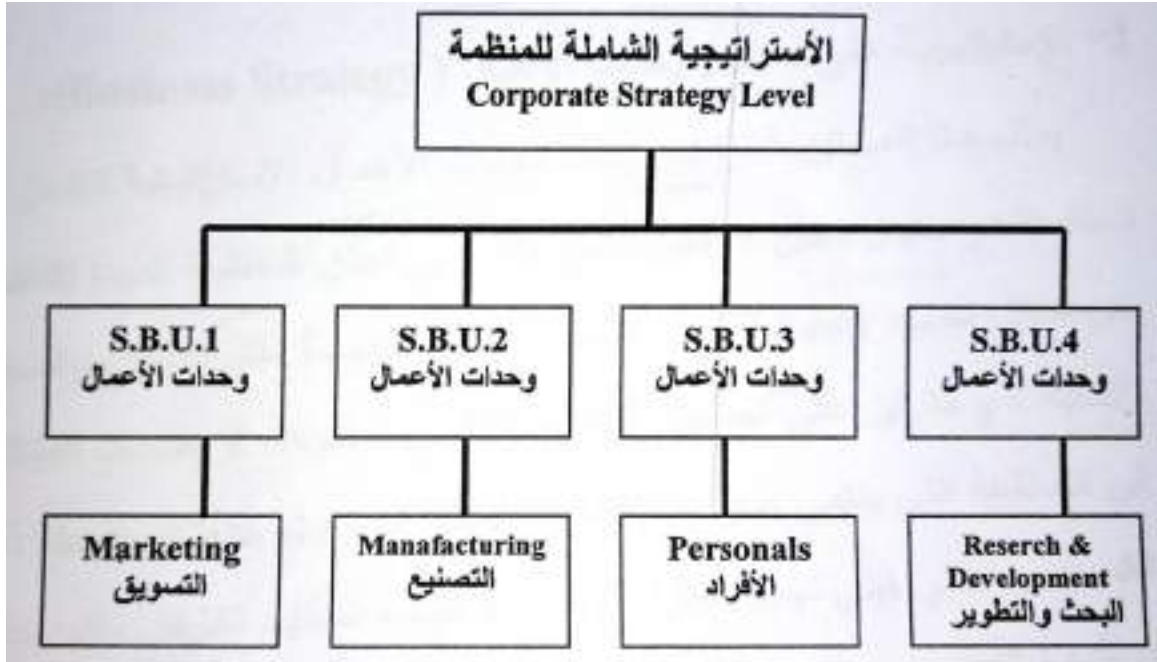 الأستراتيجية الشاملة للمنظمة
Corporate Strategy Level
S.B.U.1
وحدات الأعمال
S.B.U.2
وحدات الأعمال
S.B.U.3
وحدات الأعمال
S.B.U.4
وحدات الأعمال
Marketing
التسويق
Manafacturing
التصنيع
Personals
الأفراد
Reserch &
Development
البحث والتطوير